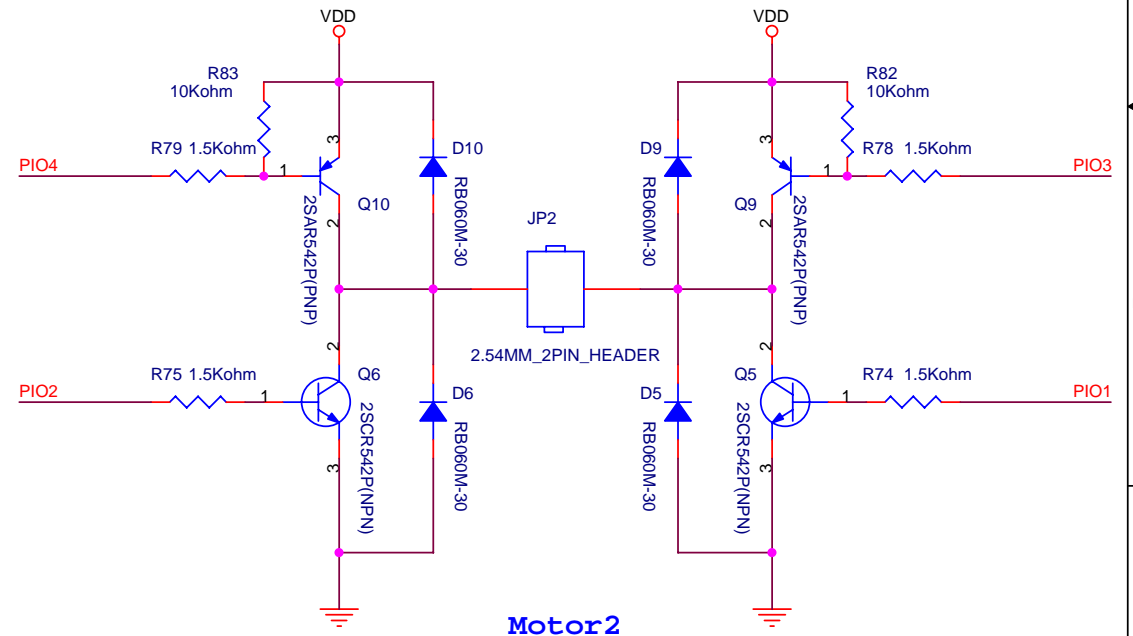 VDD
VDD
R83
10Kohm
R82
10Kohm
R79 1.5Kohm
3
D10
D9
3
R78 1.5Kohm
PIO4
1
1
PIO3
Q10
2
2SAR542P(PNP)
RB060M-30
JP2
RB060M-30
Q9
2
2SAR542P(PNP)
2.54MM_2PIN_HEADER
2
2
R75 1.5Kohm
Q6
Q5
R74 1.5Kohm
PIO2
1
D6
D5
1
PIO1
3
2SCR542P(NPN)
RB060M-30
RB060M-30
2SCR542P(NPN)
3
Motor2